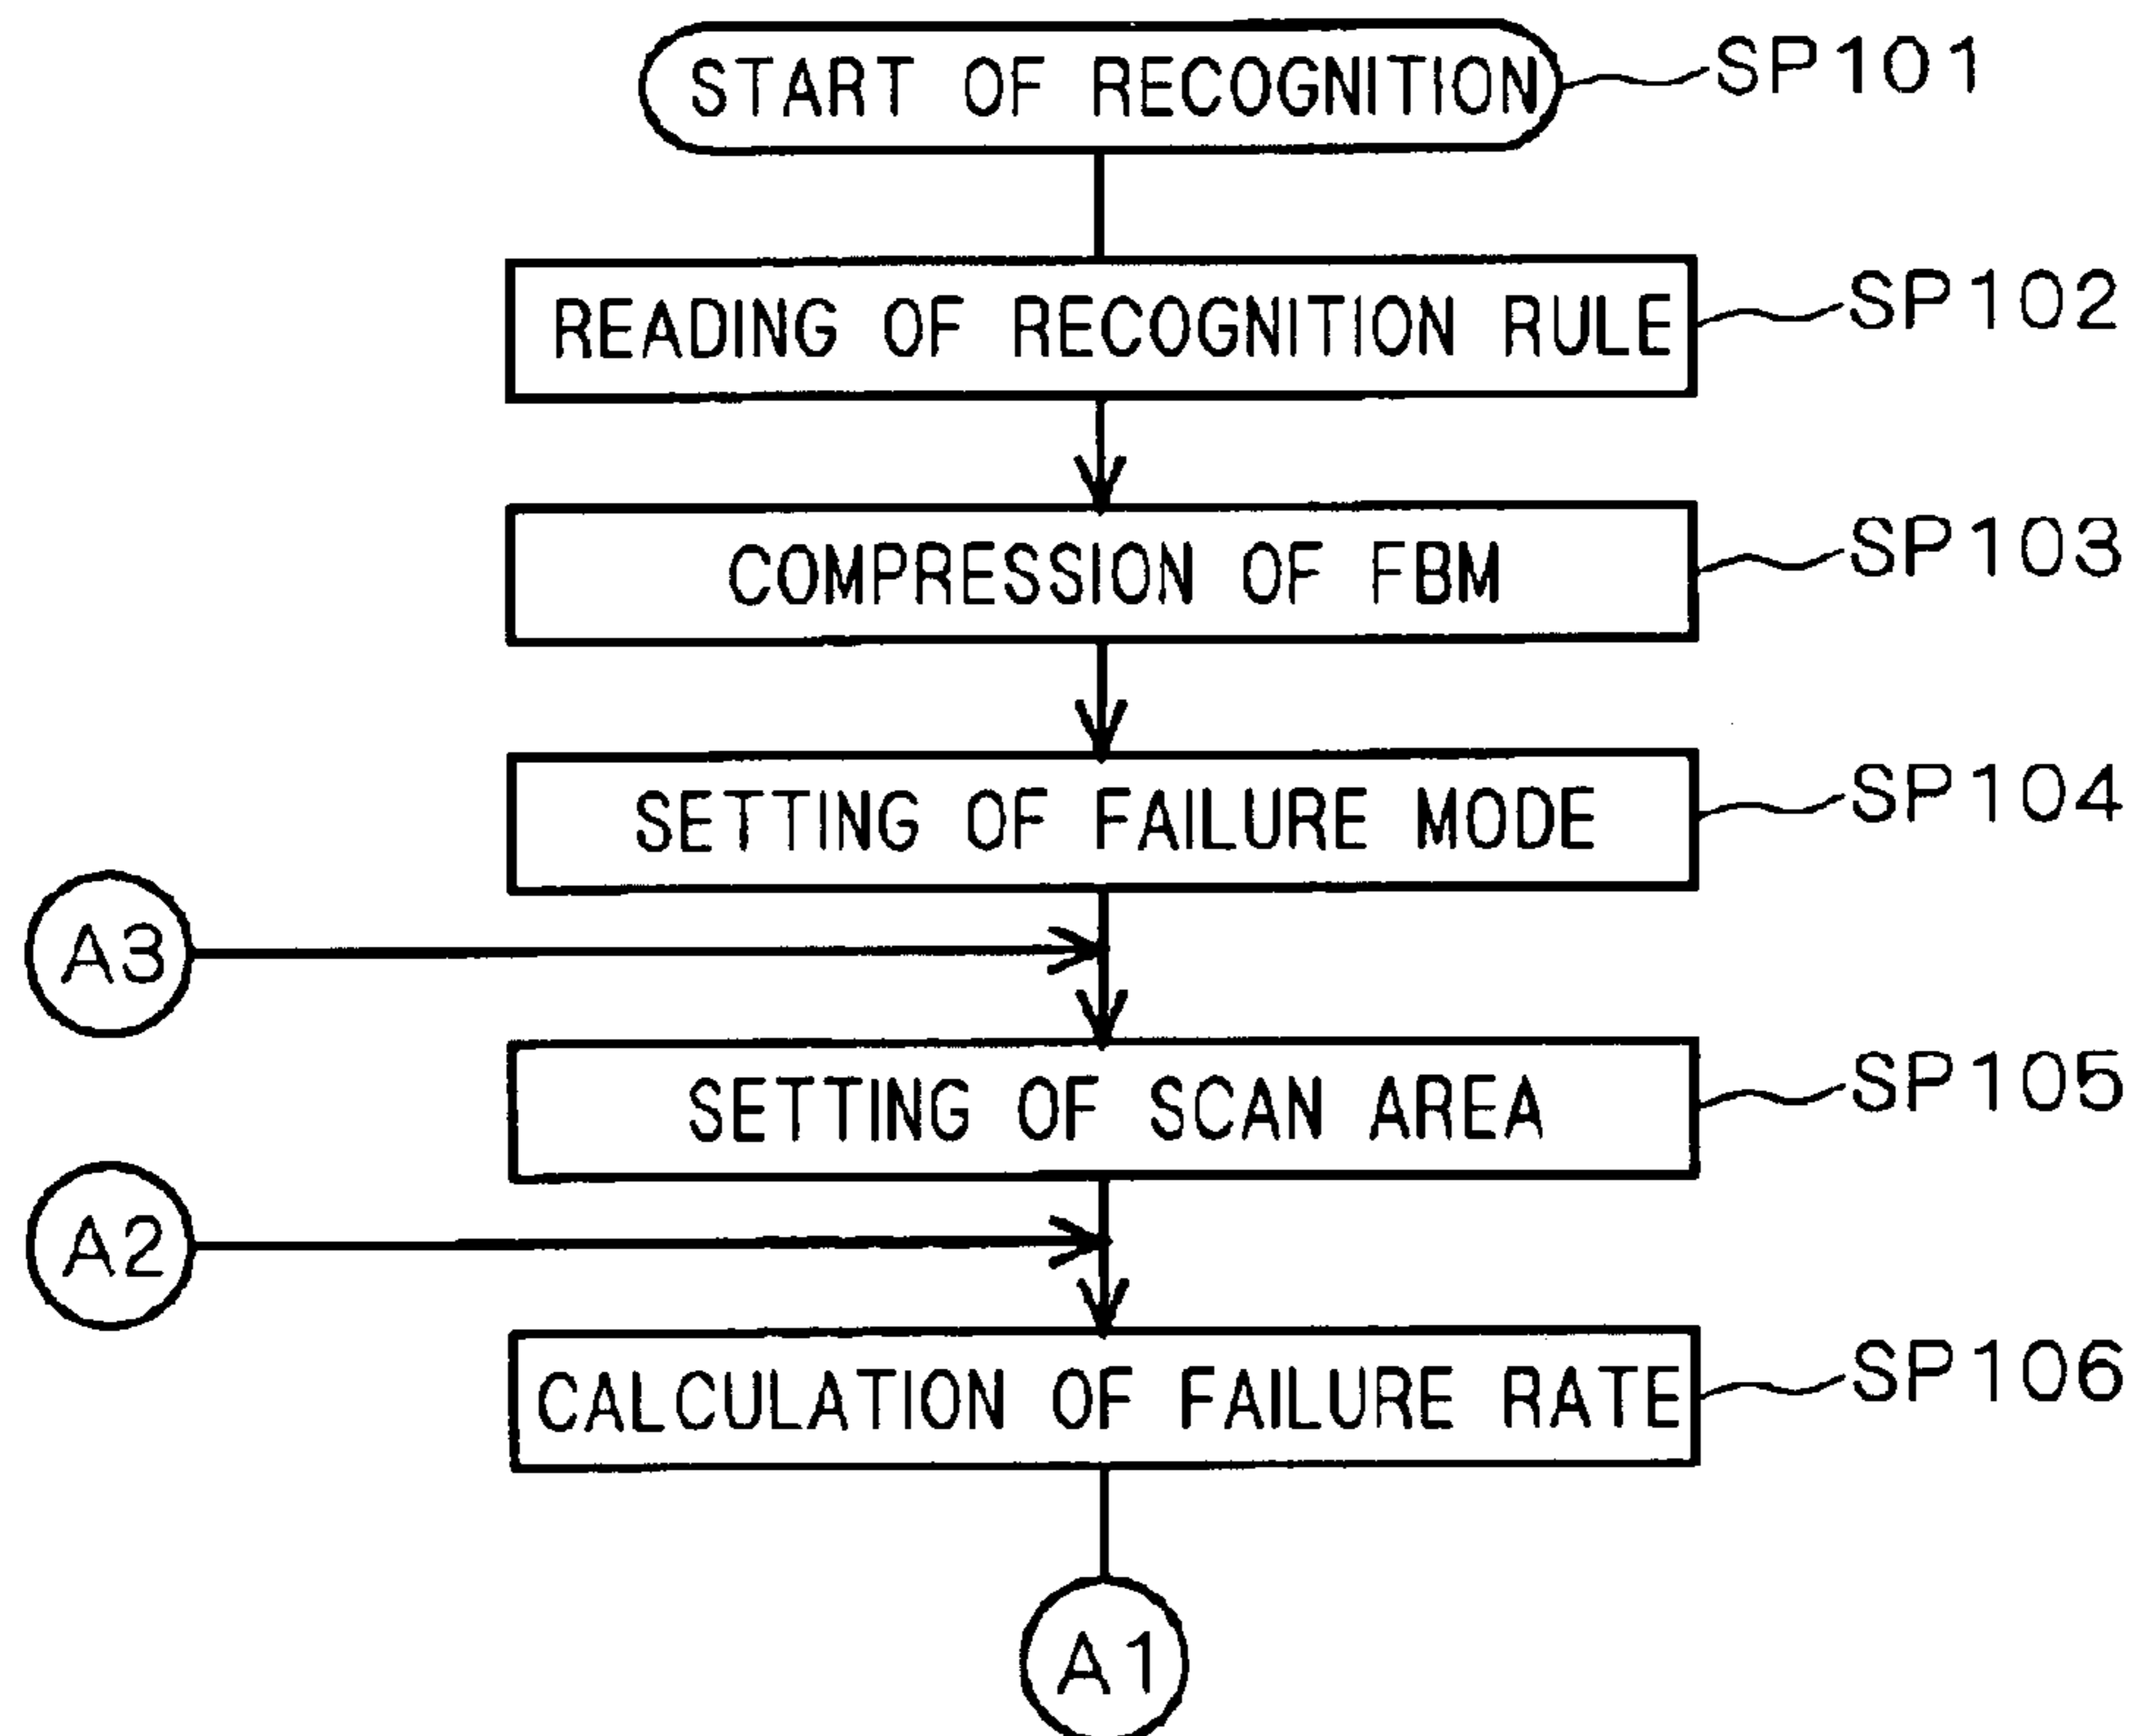 START OF RECOGNITION SP101
READING OF RECOGNITION RULE SP102
COMPRESSION OF FBM SP103
SETTING OF FAILURE MODE SP104
A3
SETTING OF SCAN AREA SP105
A2
CALCULATION OF FAILURE RATE SP106
A1